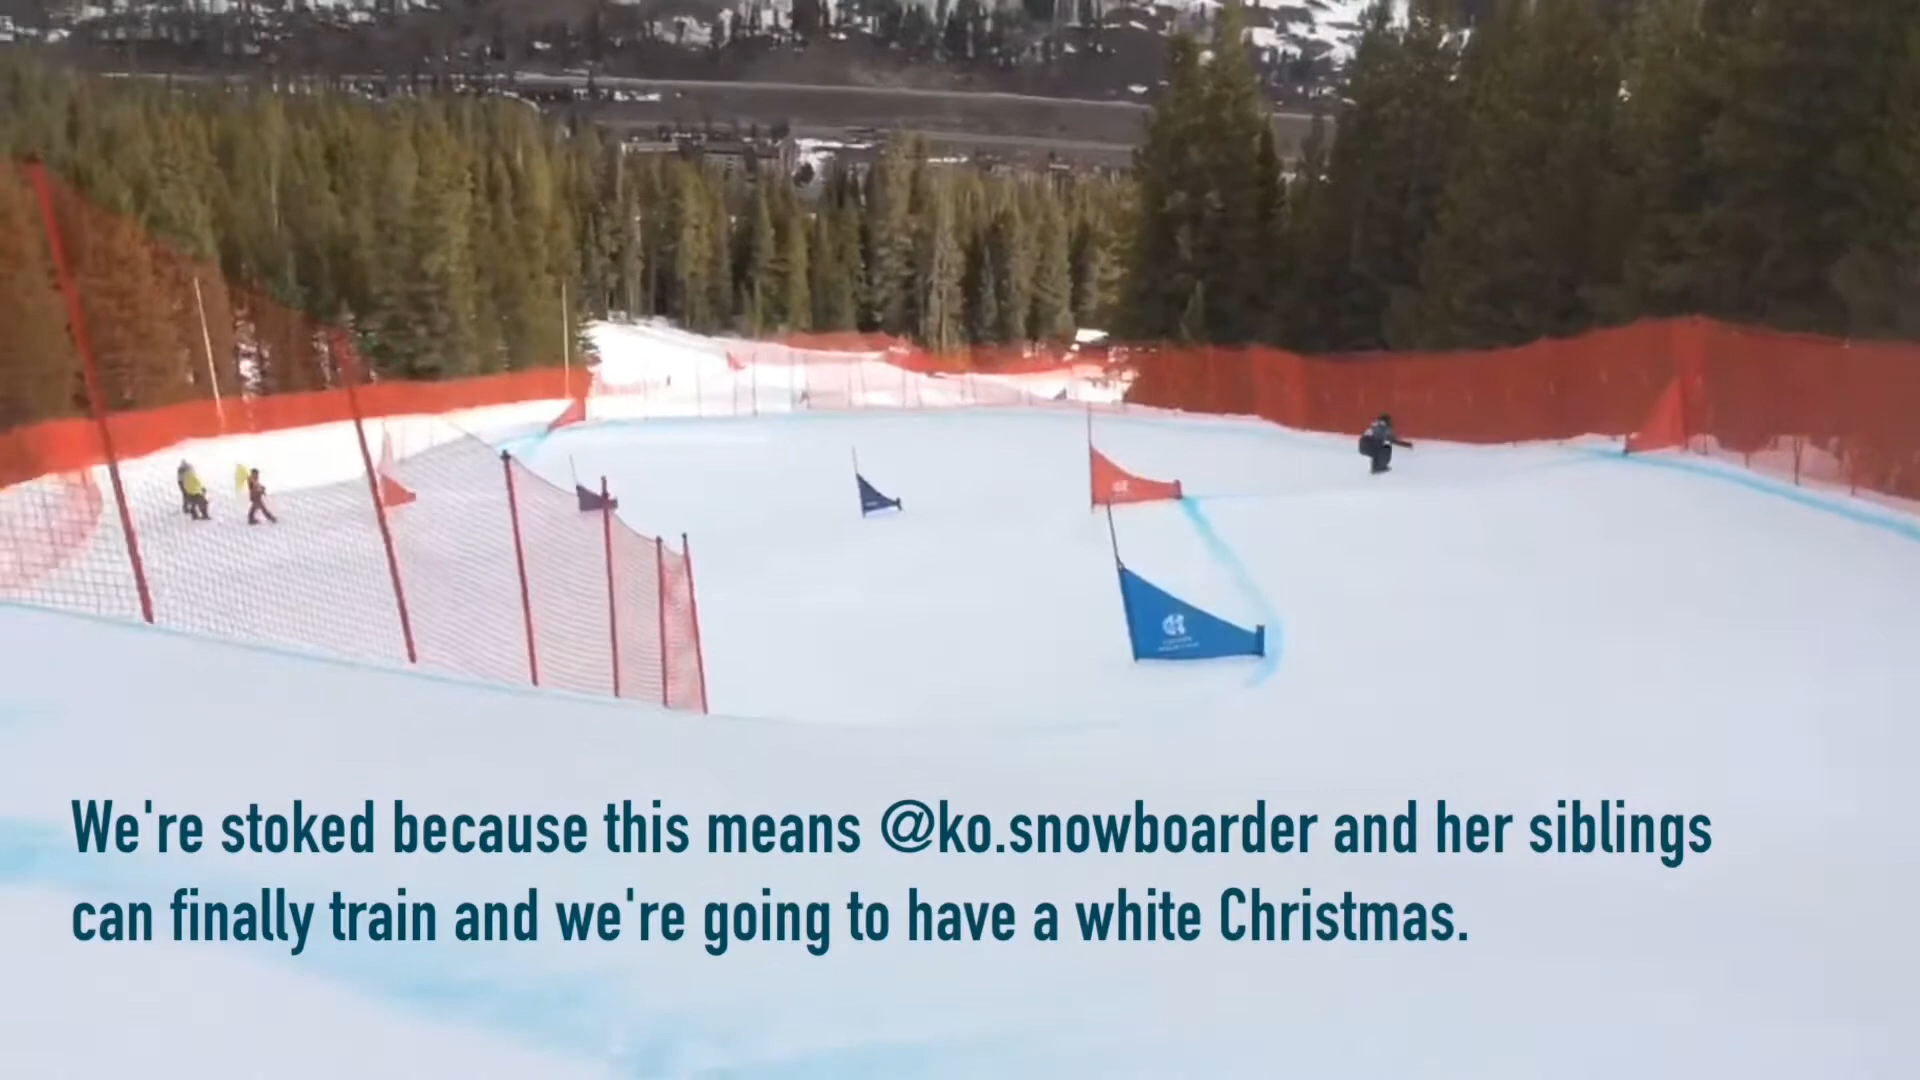 We're stoked because this means @ko.snowboarder and her siblings
can finally train and we're going to have a white Christmas.